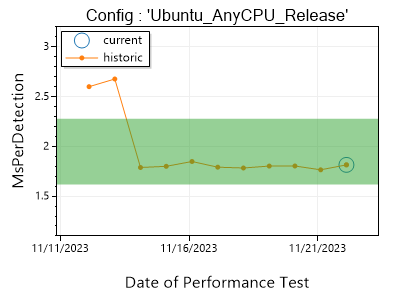 Config : 'Ubuntu_AnyCPU_Release'
current
historic
3
2.5
2
1.5
MsPerDetection
11/11/2023
11/16/2023
11/21/2023
Date of Performance Test